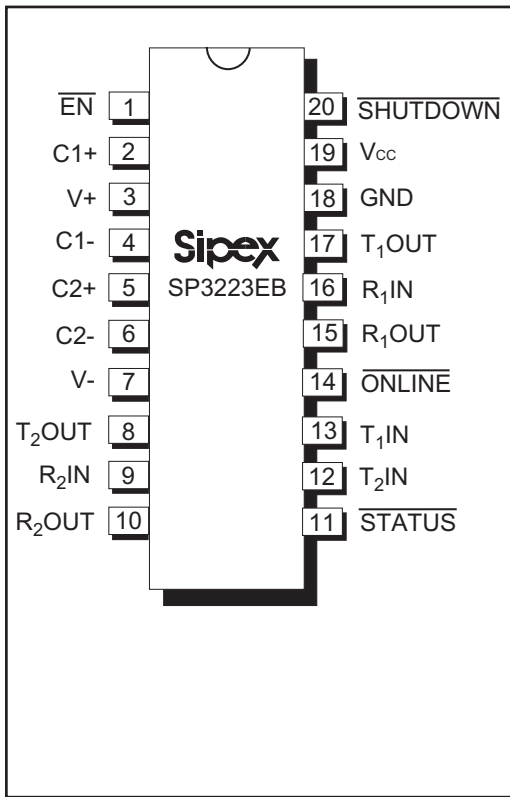 EN 1 20 SHUTDOWN
C1+ 2 19 Vcc
V+ 3 18 GND
C1- 4 17 T₁OUT
Sipex
C2+ 5 SP3223EB 16 R₁IN
C2- 6 15 R₁OUT
V- 7 14 ONLINE
T₂OUT 8 13 T₁IN
R₂IN 9 12 T₂IN
R₂OUT 10 11 STATUS